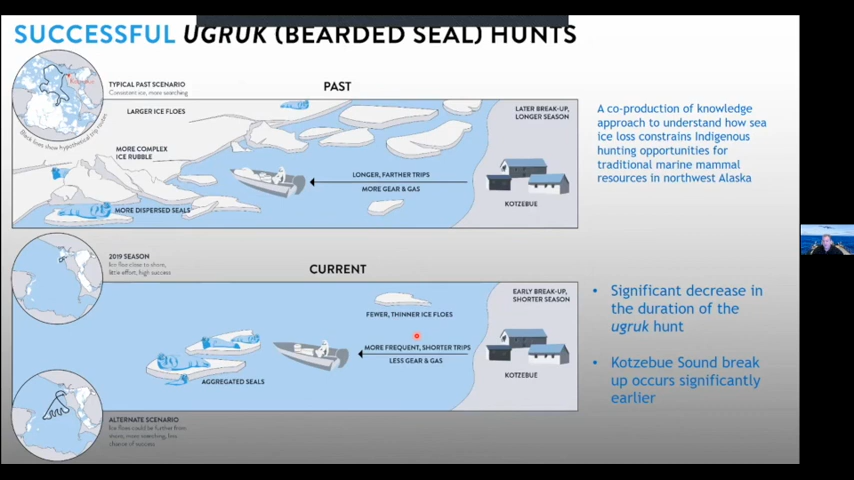 SUCCESSFUL UGRUK (BEARDED SEAL) HUNTS
TYPICAL PAST SCENARIO
Consistent ice, more searching
PAST
LARGER ICE FLOES
MORE COMPLEX
ICE RUBBLE
MORE DISPERSED SEALS
LONGER, FARTHER TRIPS
MORE GEAR & GAS
LATER BREAK-UP,
LONGER SEASON
KOTZEBUE
A co-production of knowledge
approach to understand how sea
ice loss constrains Indigenous
hunting opportunities for
traditional marine mammal
resources in northwest Alaska
2019 SEASON
Ice floe close to shore,
little effort, high success
CURRENT
FEWER, THINNER ICE FLOES
MORE FREQUENT, SHORTER TRIPS
LESS GEAR & GAS
AGGREGATED SEALS
EARLY BREAK-UP,
SHORTER SEASON
KOTZEBUE
• Significant decrease in
the duration of the
ugruk hunt
• Kotzebue Sound break
up occurs significantly
earlier
ALTERNATE SCENARIO
Ice floes could be further from
shore, more searching, less
chance of success